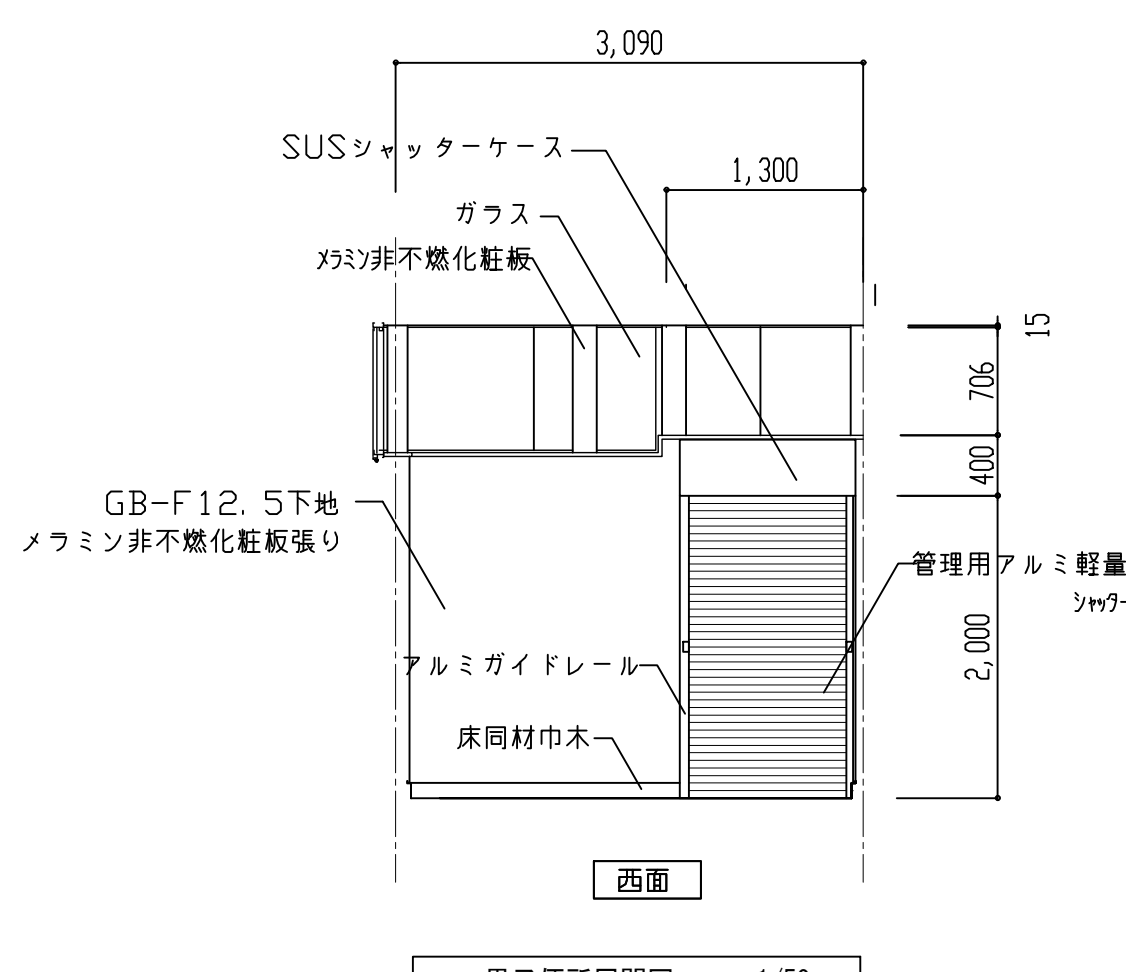 3,090
SUSシャッターケース
1,300
ガラス
メラミン非不燃化粧板
15
706
400
GB-F12.5下地
メラミン非不燃化粧板張り
管理用アルミ軽量
シャッター
2,000
アルミガイドレール
床同材巾木
西面